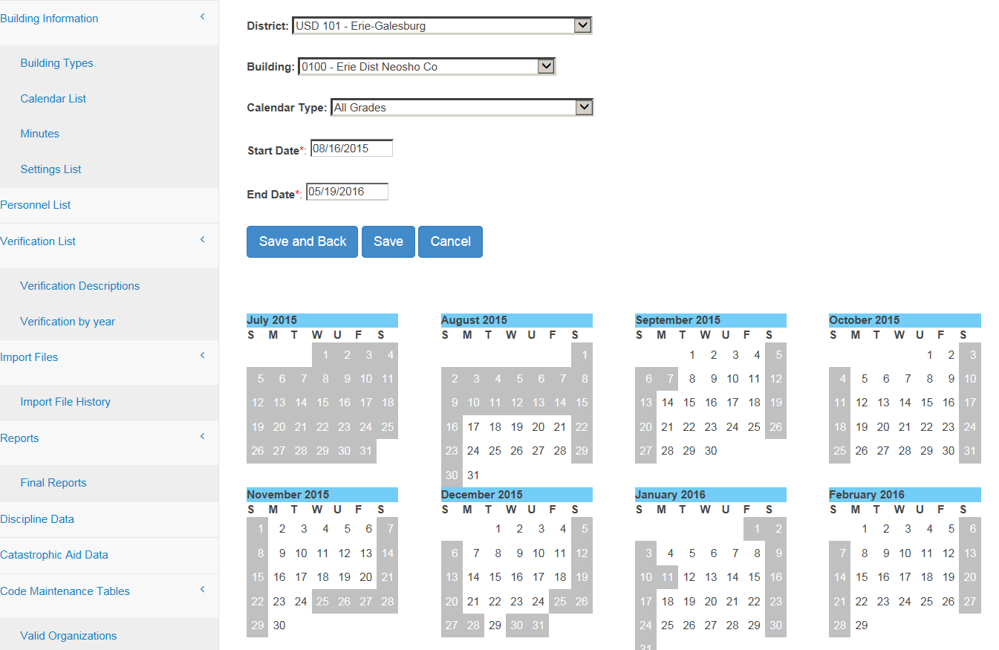 Building Information
Building Types
Calendar List
Minutes
Settings List
Personnel List
Verification List
Verification Descriptions
Verification by year
Import Files
Import File History
Reports
Final Reports
Discipline Data
Catastrophic Aid Data
Code Maintenance Tables
Valid Organizations
District: USD 101 - Erie-Galesburg
Building: 0100 - Erie Dist Neosho Co
Calendar Type: All Grades
Start Date*: 08/16/2015
End Date*: 05/19/2016
Save and Back Save Cancel
July 2015
S M T W U F S
1 2 3 4
5 6 7 8 9 10 11
12 13 14 15 16 17 18
19 20 21 22 23 24 25
26 27 28 29 30 31
August 2015
S M T W U F S
1
2 3 4 5 6 7 8
9 10 11 12 13 14 15
16 17 18 19 20 21 22
23 24 25 26 27 28 29
30 31
September 2015
S M T W U F S
1 2 3 4 5
6 7 8 9 10 11 12
13 14 15 16 17 18 19
20 21 22 23 24 25 26
27 28 29 30
October 2015
S M T W U F S
1 2 3
4 5 6 7 8 9 10
11 12 13 14 15 16 17
18 19 20 21 22 23 24
25 26 27 28 29 30 31
November 2015
S M T W U F S
1 2 3 4 5 6 7
8 9 10 11 12 13 14
15 16 17 18 19 20 21
22 23 24 25 26 27 28
29 30
December 2015
S M T W U F S
1 2 3 4 5
6 7 8 9 10 11 12
13 14 15 16 17 18 19
20 21 22 23 24 25 26
27 28 29 30 31
January 2016
S M T W U F S
1 2
3 4 5 6 7 8 9
10 11 12 13 14 15 16
17 18 19 20 21 22 23
24 25 26 27 28 29 30
31
February 2016
S M T W U F S
1 2 3 4 5 6
7 8 9 10 11 12 13
14 15 16 17 18 19 20
21 22 23 24 25 26 27
28 29